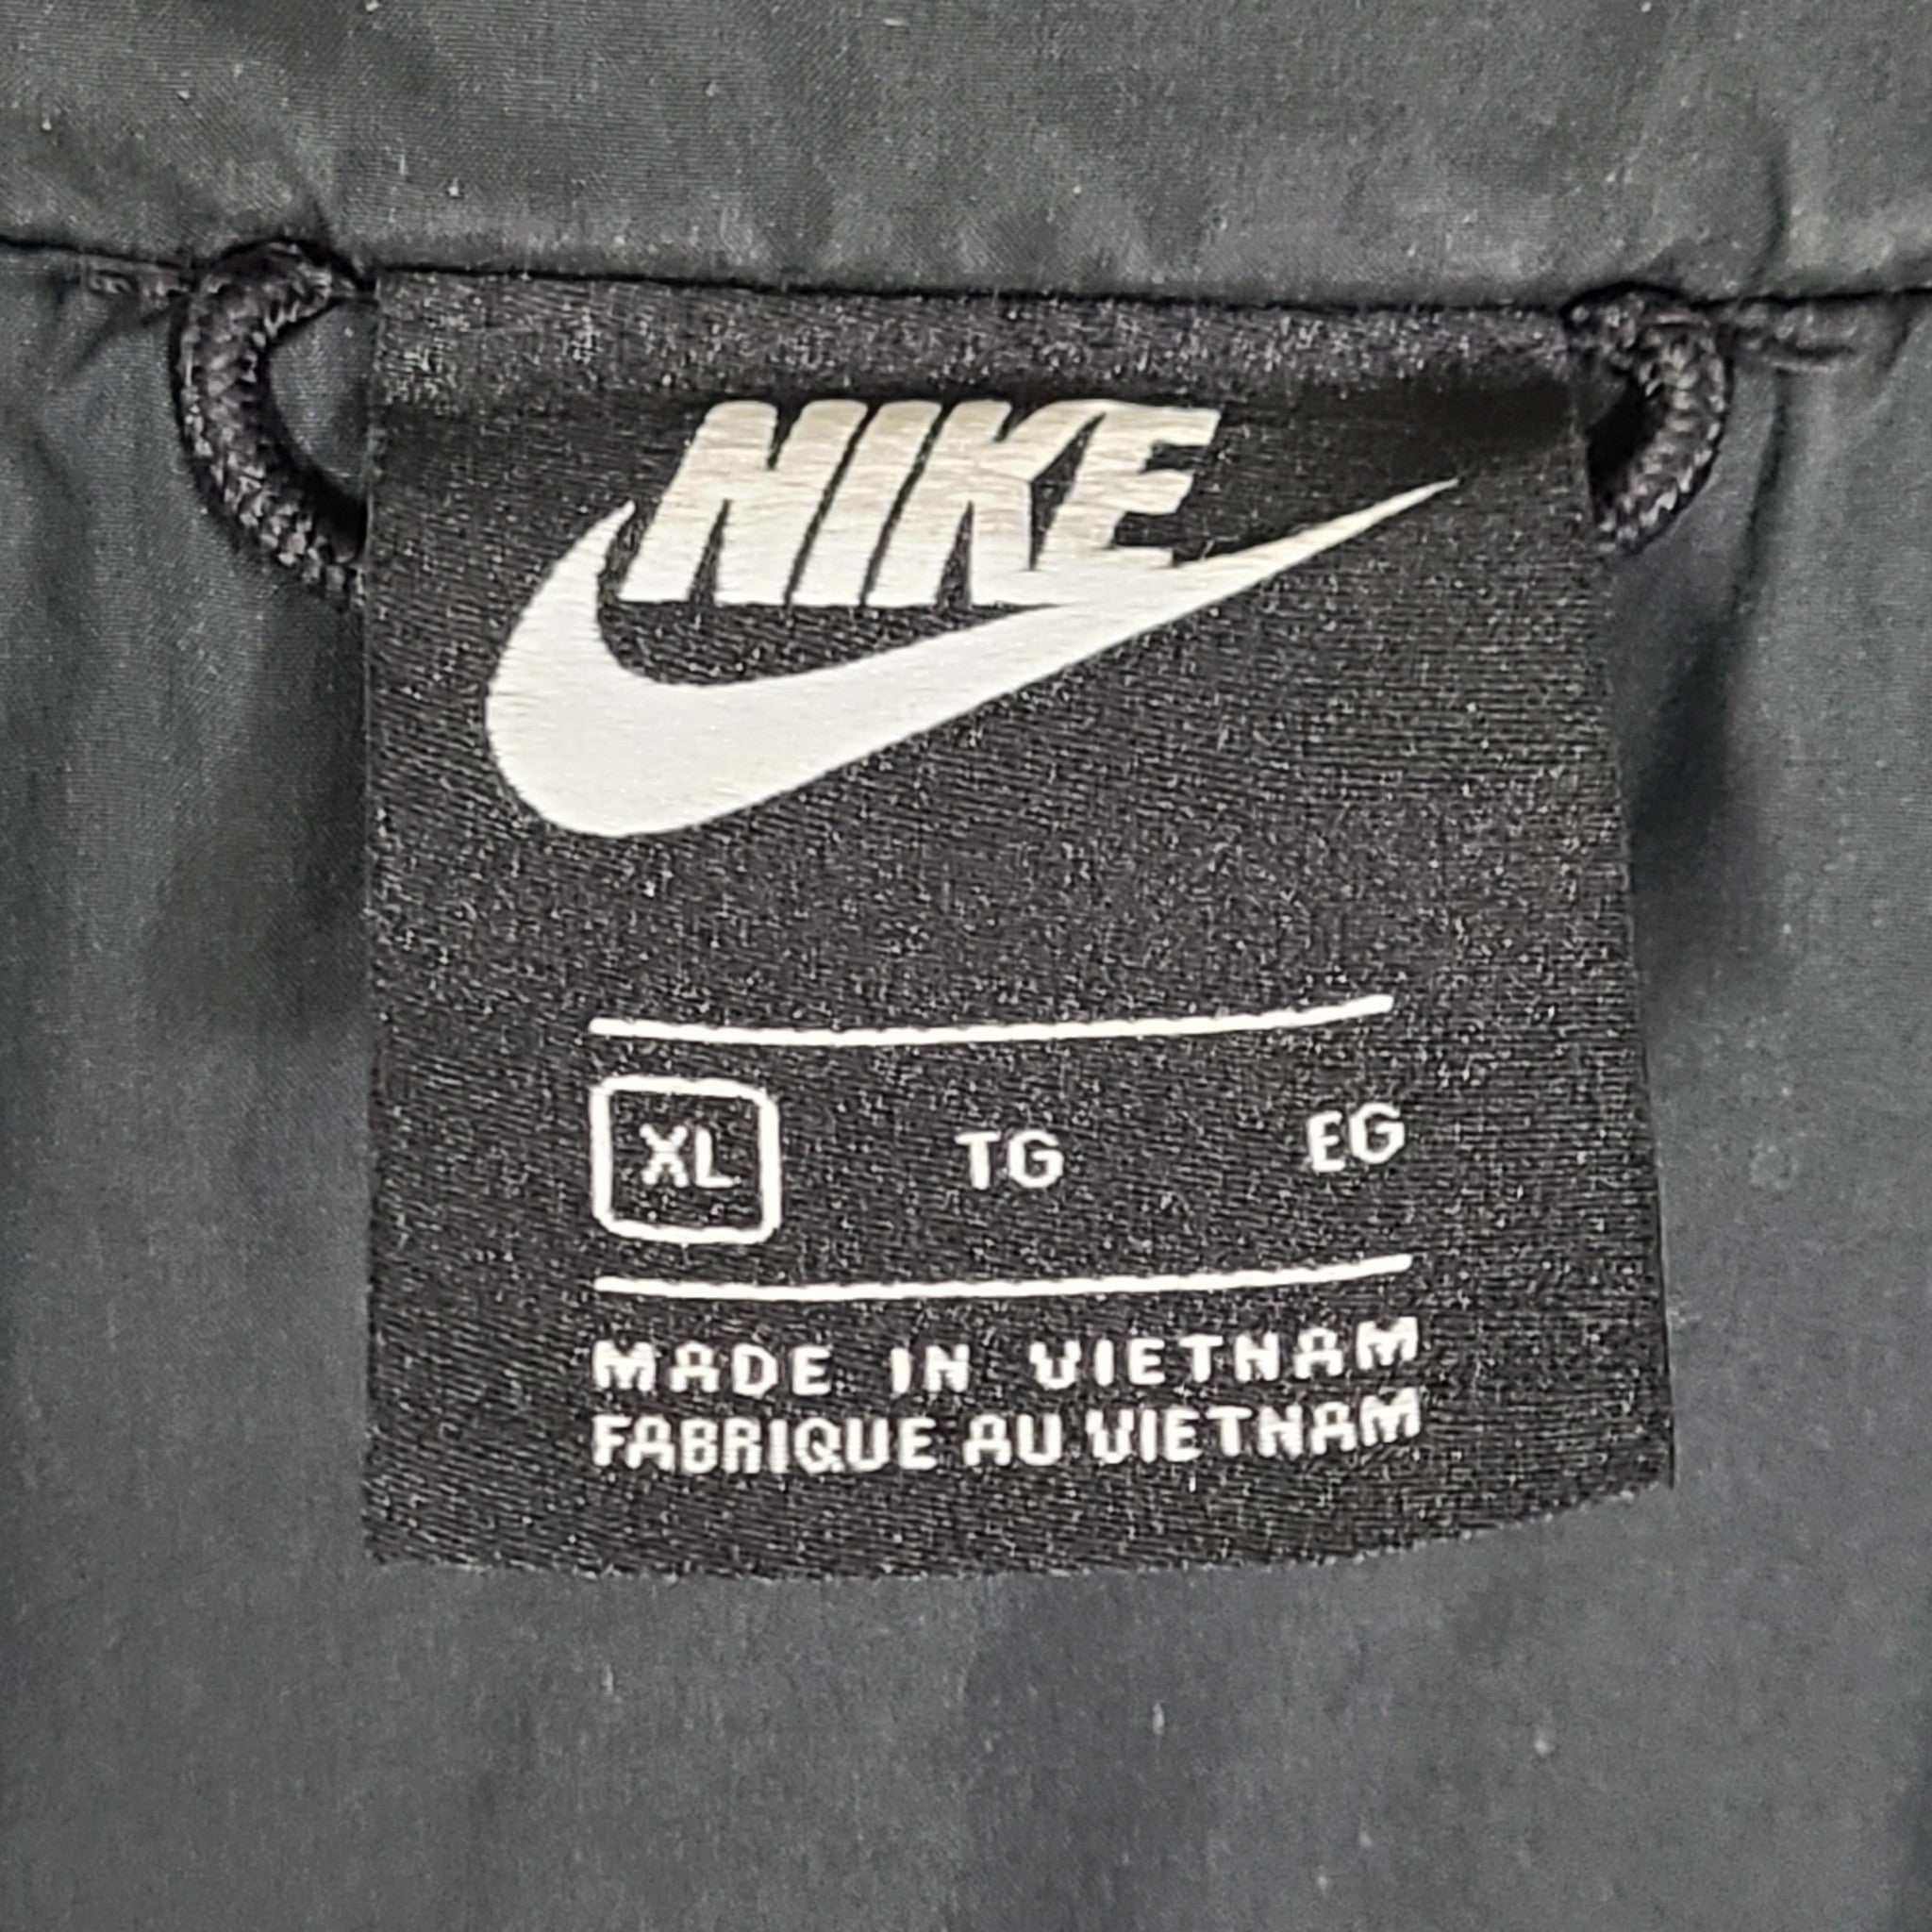 NIKE
XL TG EG
MADE IN VIETNAM
FABRIQUE AU VIETNAM